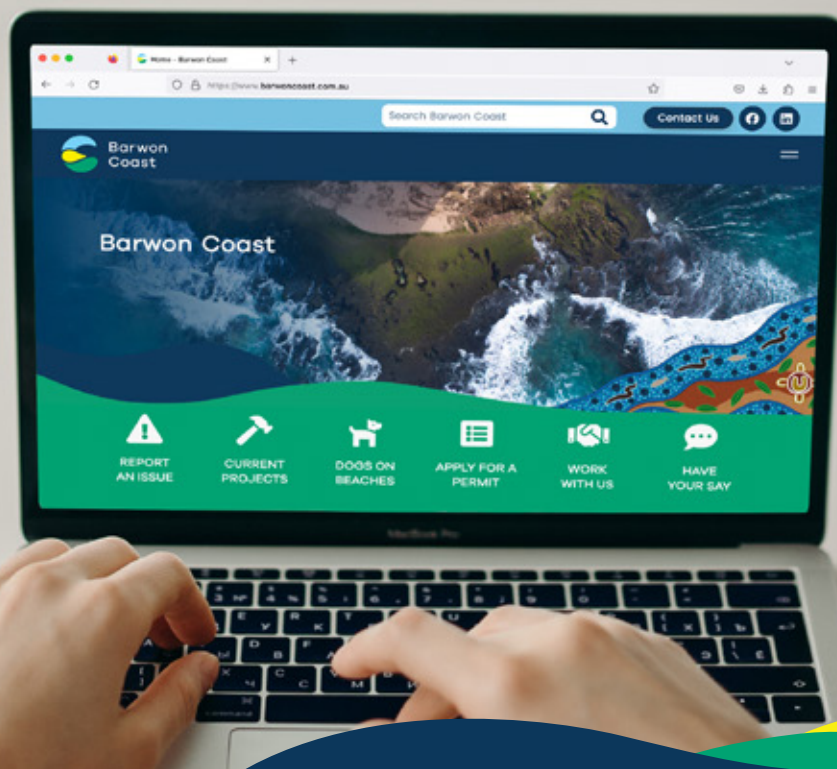 Home - Barwon Coast
https://www.barwoncoast.com.au
Search Barwon Coast
Contact Us
Barwon
Coast
Barwon Coast
REPORT
AN ISSUE
CURRENT
PROJECTS
DOGS ON
BEACHES
APPLY FOR A
PERMIT
WORK
WITH US
HAVE
YOUR SAY
MacBook Pro